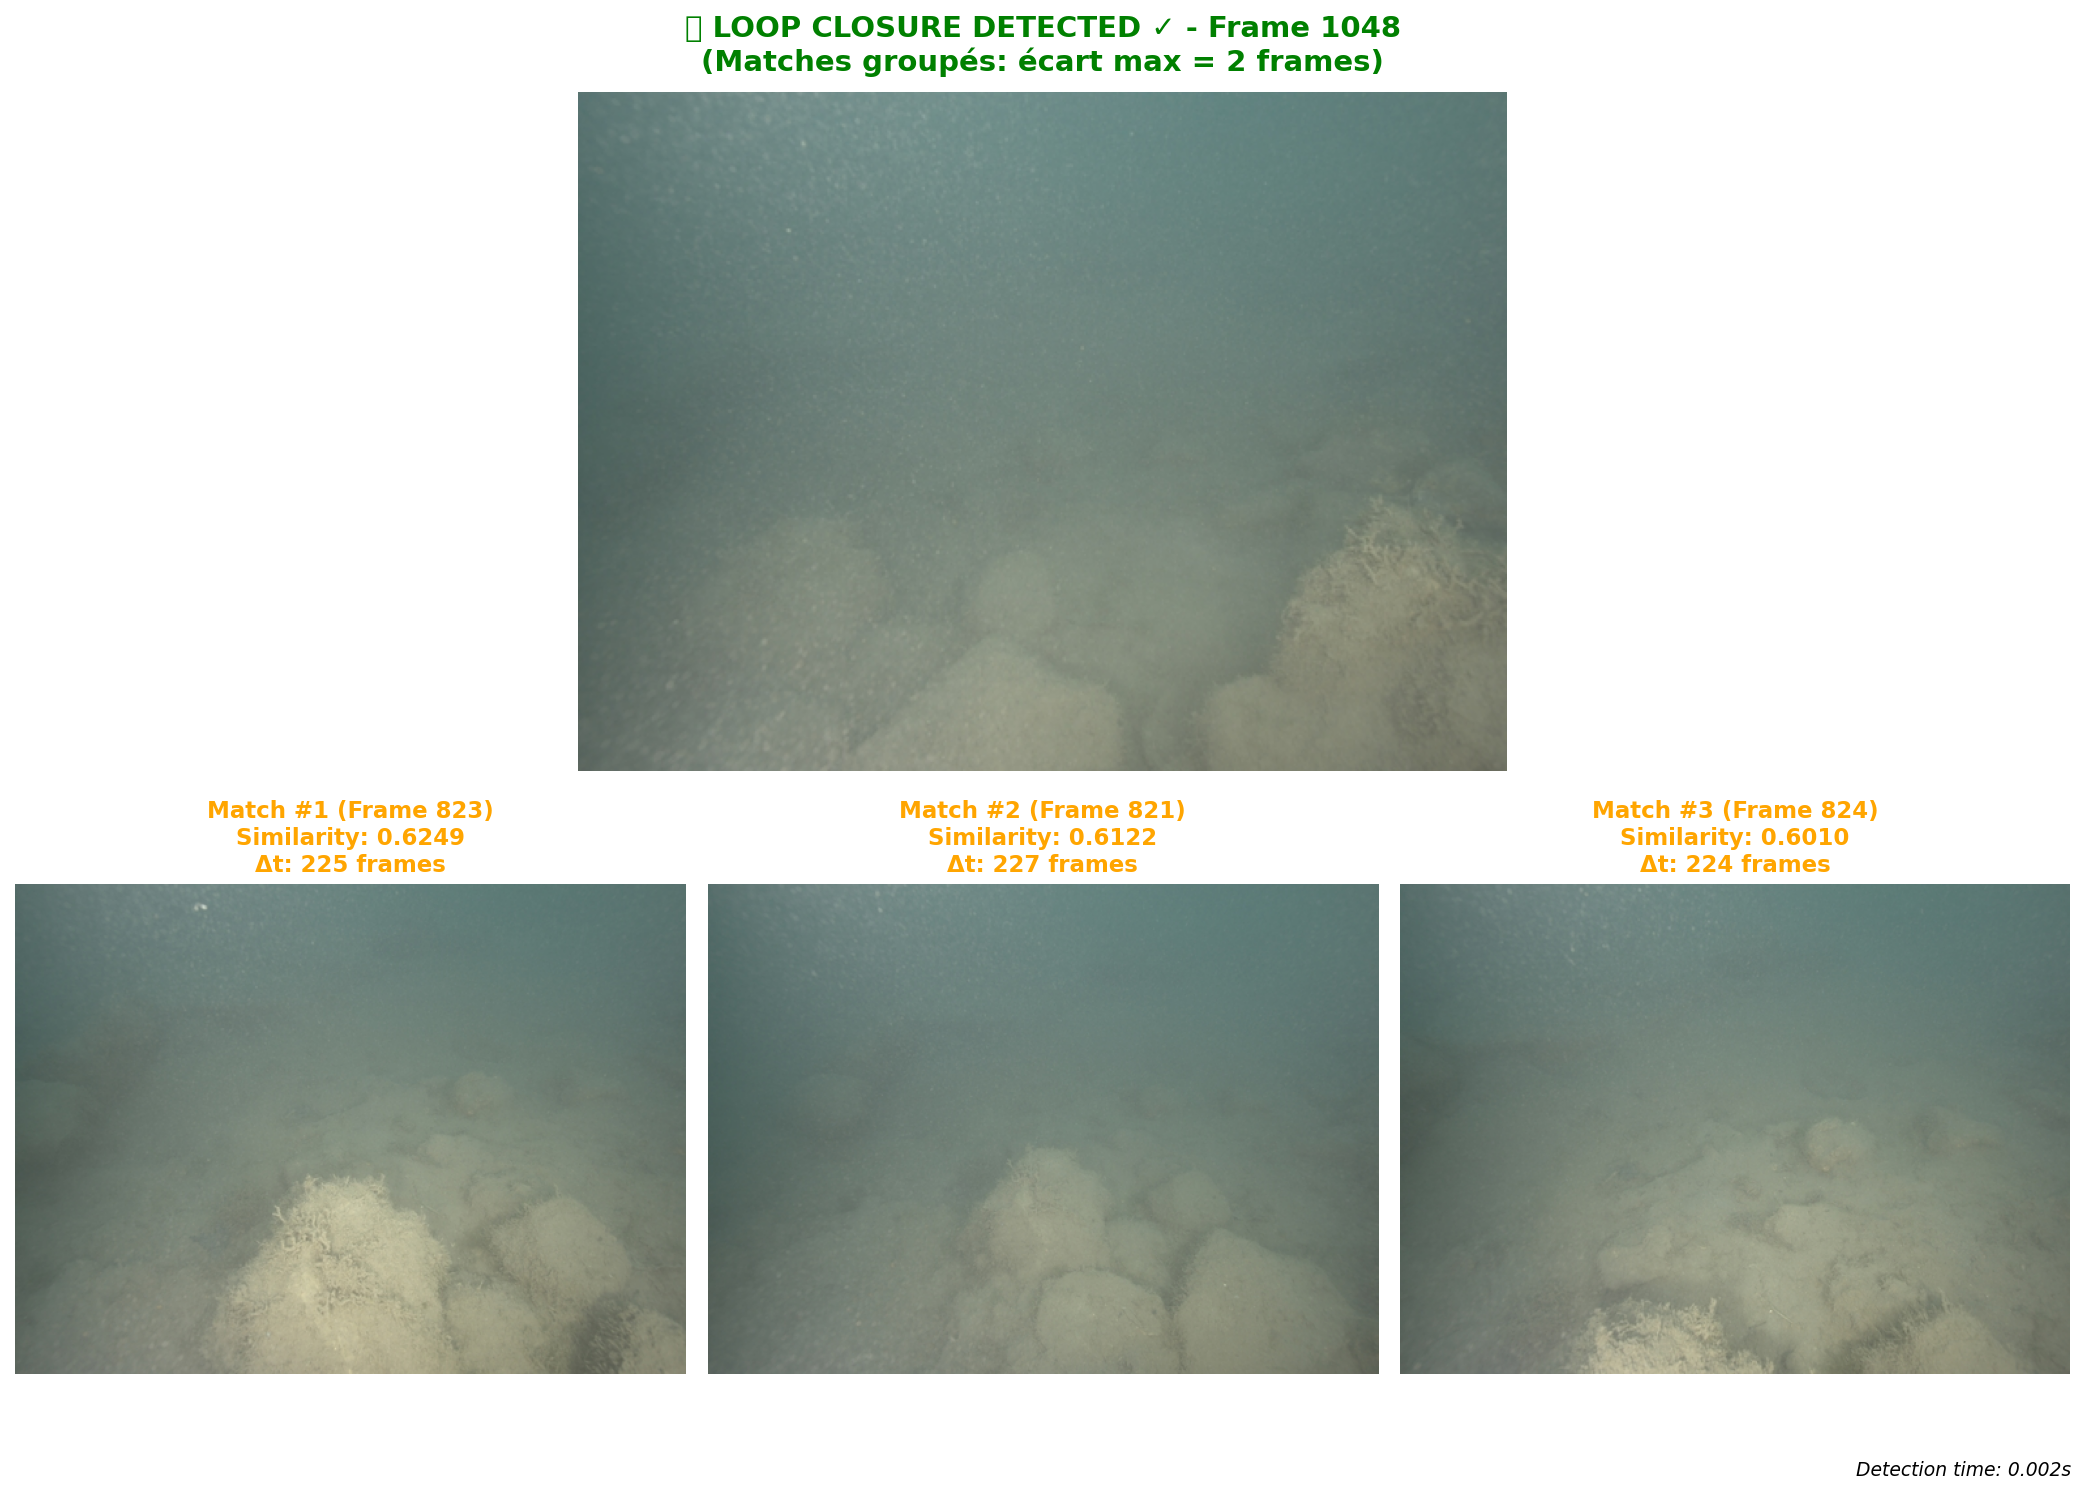 LOOP CLOSURE DETECTED ✓ - Frame 1048
(Matches groupés: écart max = 2 frames)
Match #1 (Frame 823)
Similarity: 0.6249
Δt: 225 frames
Match #2 (Frame 821)
Similarity: 0.6122
Δt: 227 frames
Match #3 (Frame 824)
Similarity: 0.6010
Δt: 224 frames
Detection time: 0.002s